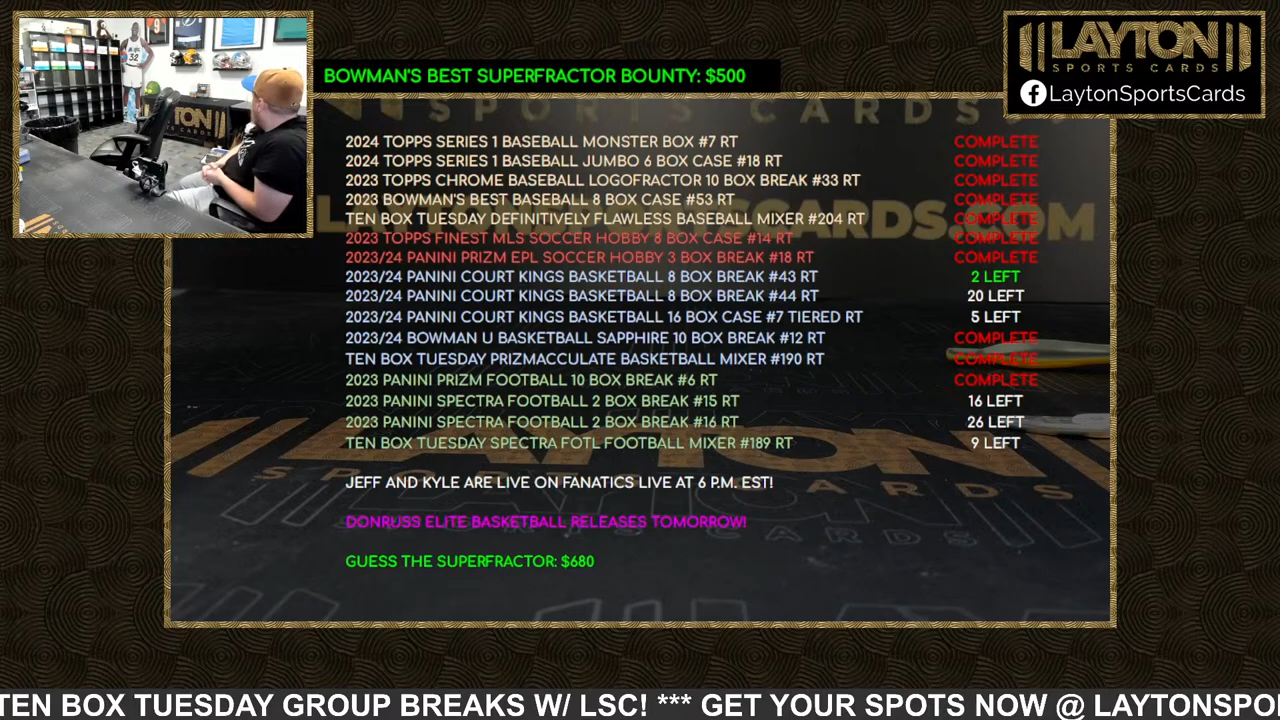 LAYTON
SPORTS CARDS
LaytonSportsCards
BOWMAN'S BEST SUPERFRACTOR BOUNTY: $500
SPORTS CARDS
2024 TOPPS SERIES 1 BASEBALL MONSTER BOX #7 RT COMPLETE
2024 TOPPS SERIES 1 BASEBALL JUMBO 6 BOX CASE #18 RT COMPLETE
2023 TOPPS CHROME BASEBALL LOGOFRACTOR 10 BOX BREAK #33 RT COMPLETE
2023 BOWMAN'S BEST BASEBALL 8 BOX CASE #53 RT COMPLETE
TEN BOX TUESDAY DEFINITIVELY FLAWLESS BASEBALL MIXER #204 RT COMPLETE
2023 TOPPS FINEST MLS SOCCER HOBBY 8 BOX CASE #14 RT COMPLETE
2023/24 PANINI PRIZM EPL SOCCER HOBBY 3 BOX BREAK #18 RT COMPLETE
2023/24 PANINI COURT KINGS BASKETBALL 8 BOX BREAK #43 RT 2 LEFT
2023/24 PANINI COURT KINGS BASKETBALL 8 BOX BREAK #44 RT 20 LEFT
2023/24 PANINI COURT KINGS BASKETBALL 16 BOX CASE #7 TIERED RT 5 LEFT
2023/24 BOWMAN U BASKETBALL SAPPHIRE 10 BOX BREAK #12 RT COMPLETE
TEN BOX TUESDAY PRIZMACCULATE BASKETBALL MIXER #190 RT COMPLETE
2023 PANINI PRIZM FOOTBALL 10 BOX BREAK #6 RT COMPLETE
2023 PANINI SPECTRA FOOTBALL 2 BOX BREAK #15 RT 16 LEFT
2023 PANINI SPECTRA FOOTBALL 2 BOX BREAK #16 RT 26 LEFT
TEN BOX TUESDAY SPECTRA FOTL FOOTBALL MIXER #189 RT 9 LEFT
LAYTON
SPORTS CARDS
JEFF AND KYLE ARE LIVE ON FANATICS LIVE AT 6 P.M. EST!
DONRUSS ELITE BASKETBALL RELEASES TOMORROW!
GUESS THE SUPERFRACTOR: $680
TEN BOX TUESDAY GROUP BREAKS W/ LSC! *** GET YOUR SPOTS NOW @ LAYTONSPO